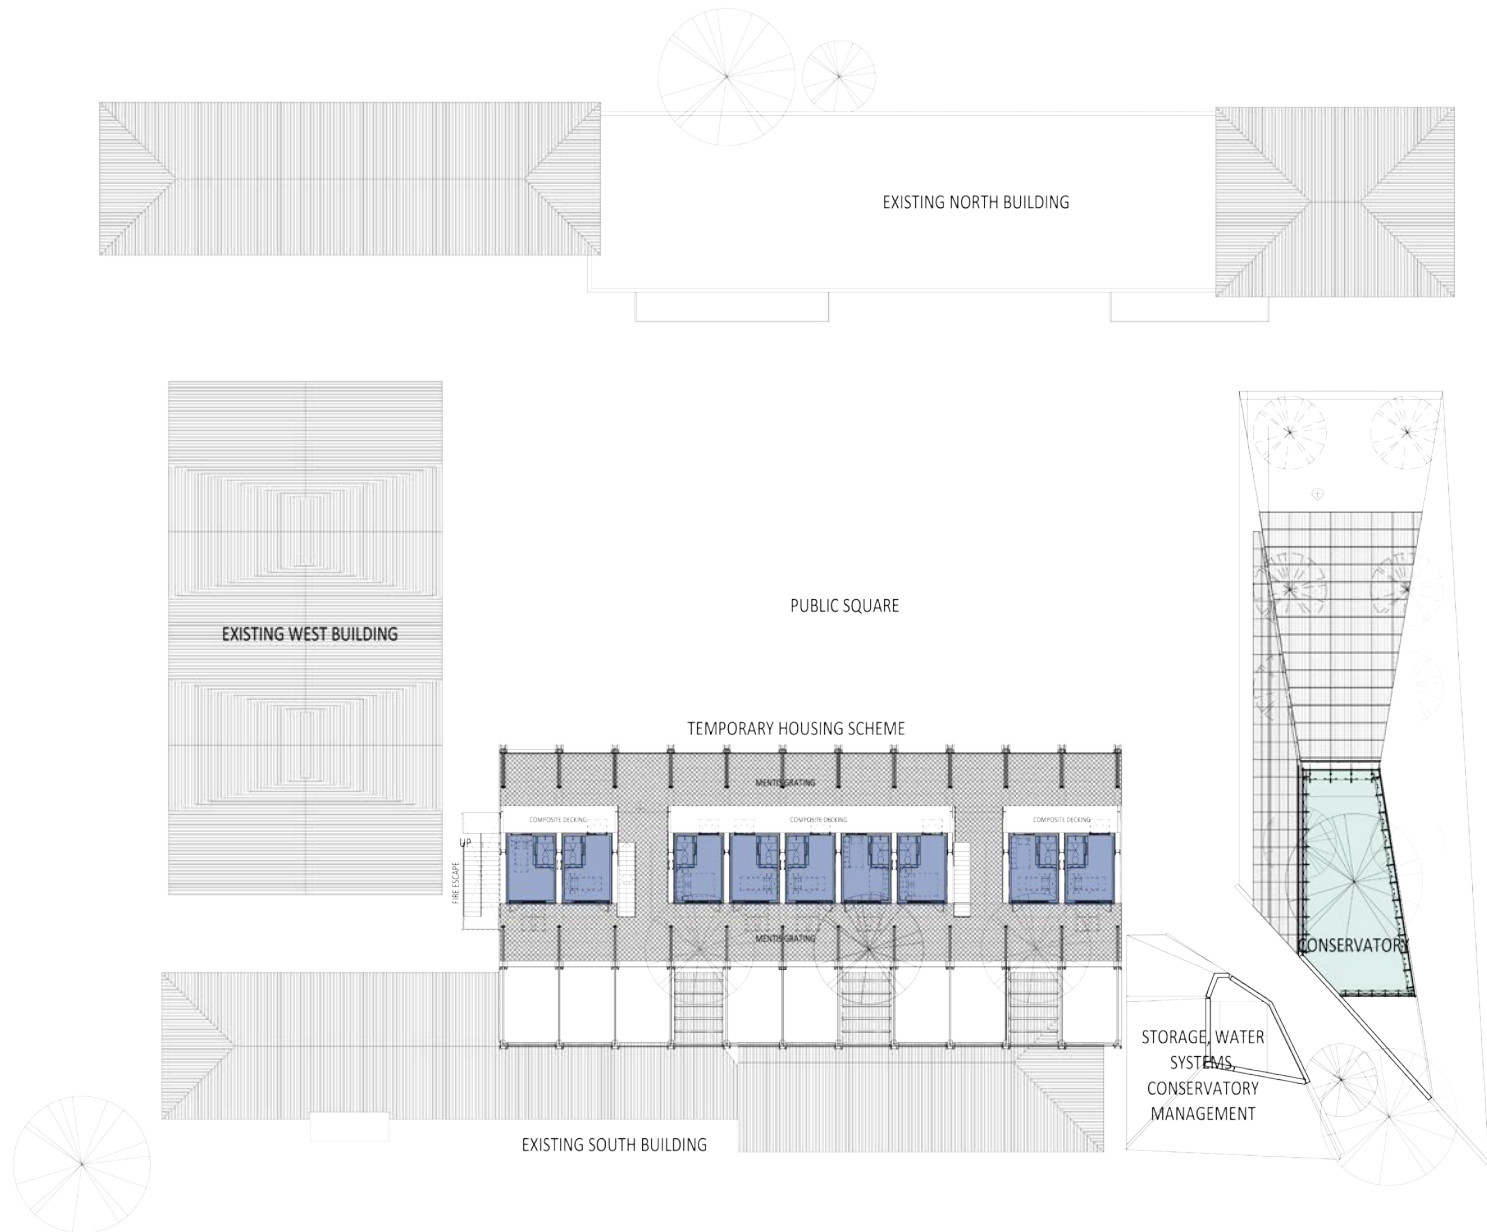 EXISTING NORTH BUILDING
PUBLIC SQUARE
EXISTING WEST BUILDING
TEMPORARY HOUSING SCHEME
MENTIS GRATING
COMPOSITE DECKING
COMPOSITE DECKING
COMPOSITE DECKING
UP
FIRE ESCAPE
MENTIS GRATING
CONSERVATORY
STORAGE, WATER
SYSTEMS,
CONSERVATORY
MANAGEMENT
EXISTING SOUTH BUILDING